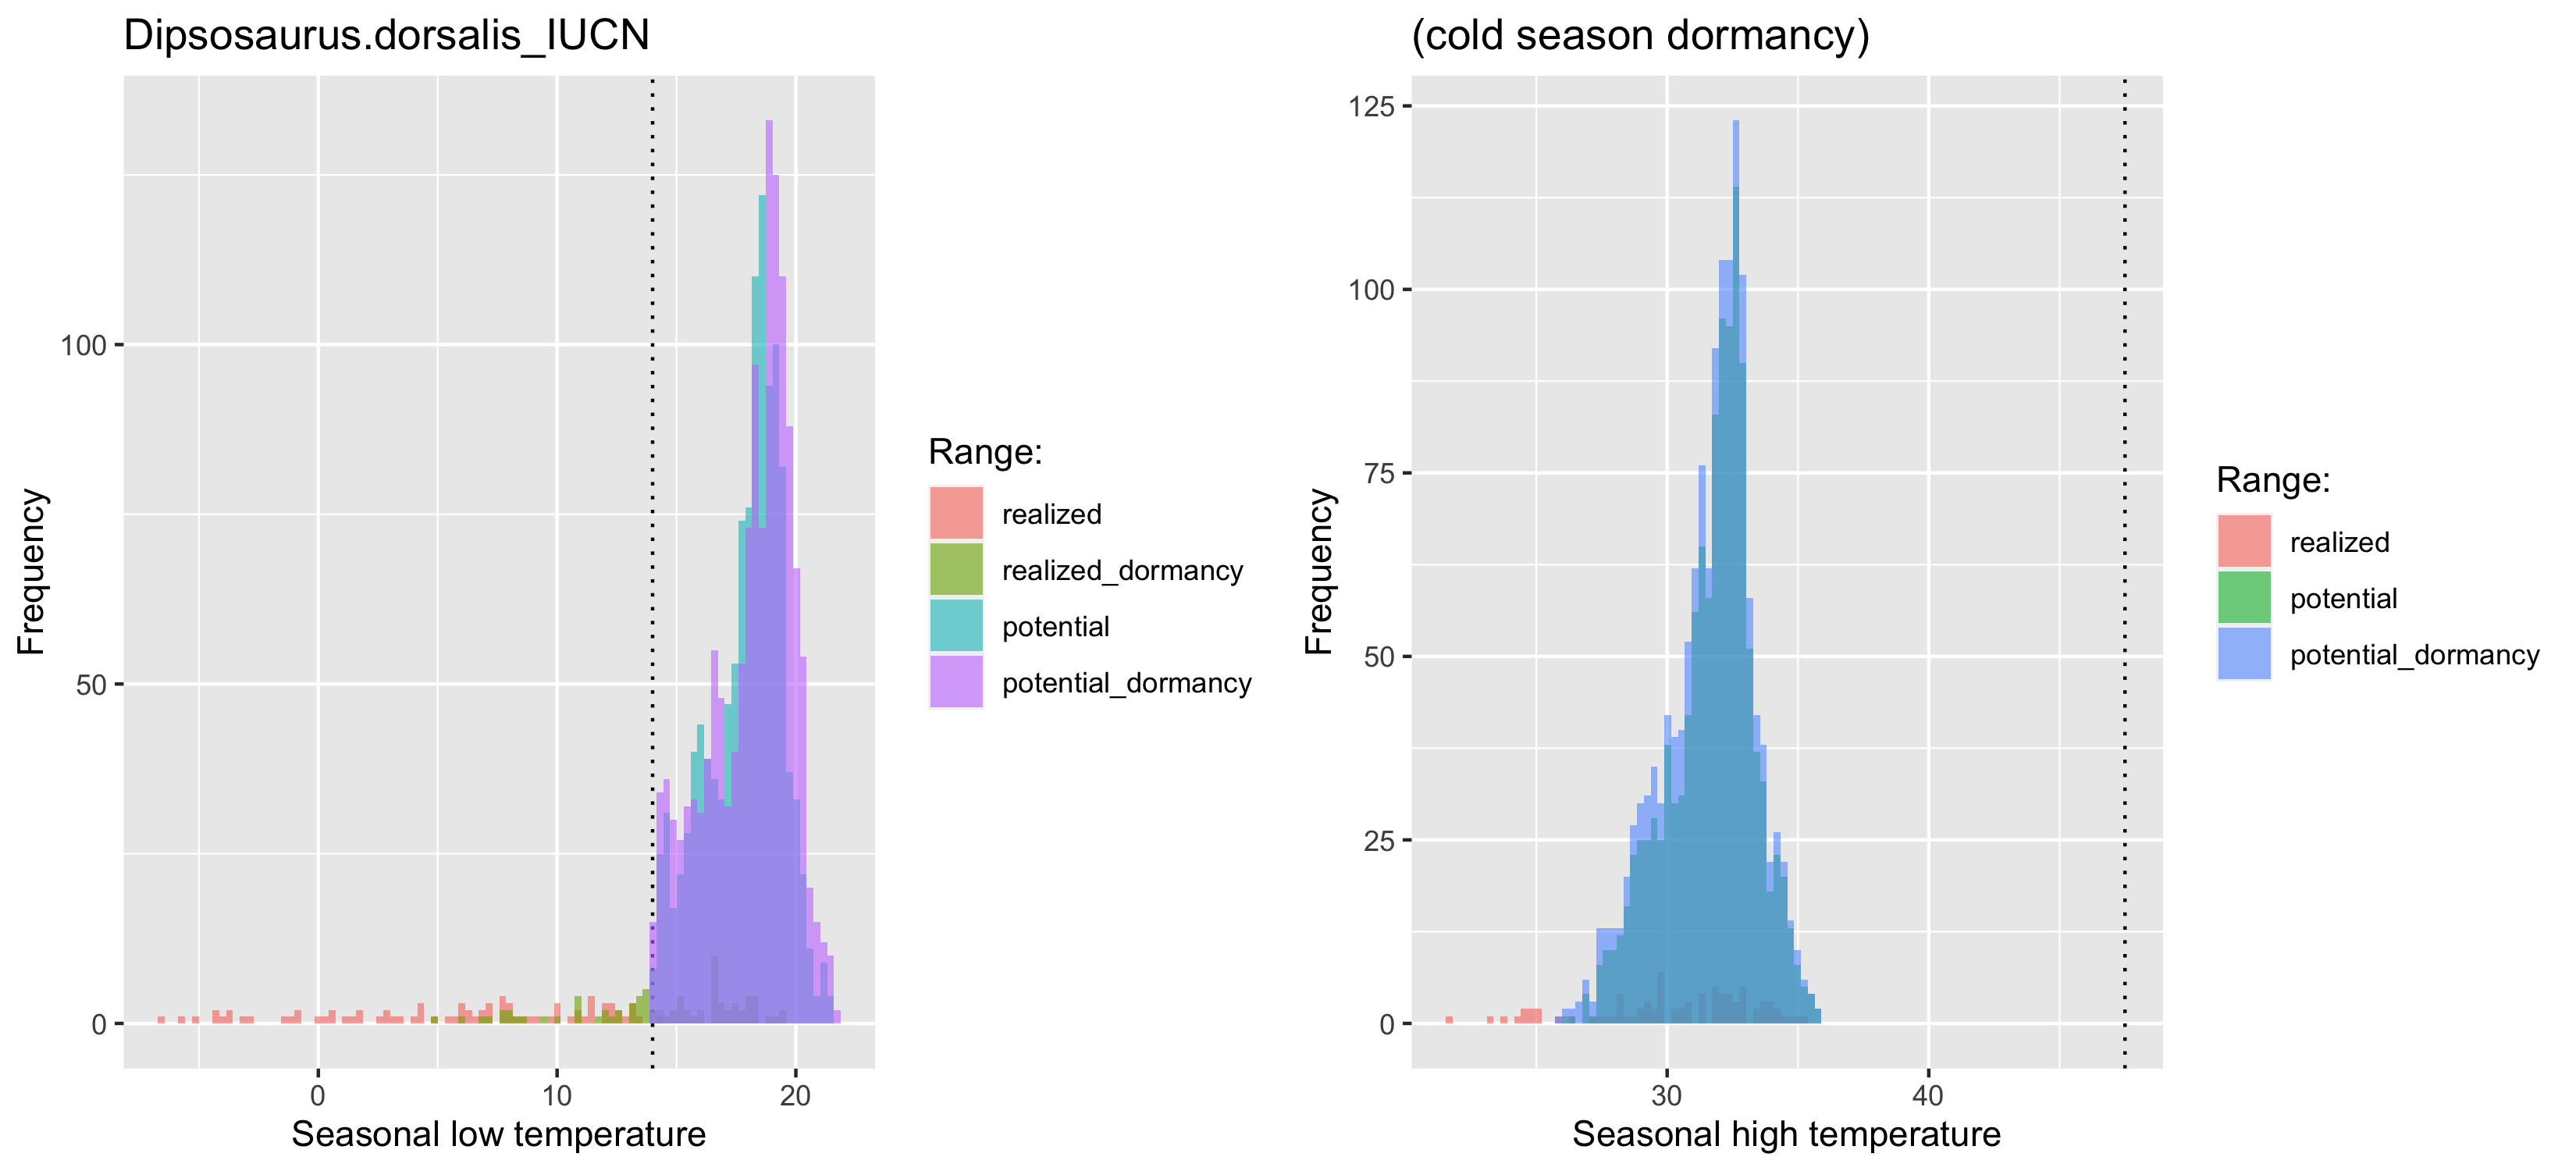 Dipsosaurus.dorsalis_IUCN
Frequency
100
50
0
0
10
20
Seasonal low temperature
Range:
realized
realized_dormancy
potential
potential_dormancy
(cold season dormancy)
Frequency
125
100
75
50
25
0
30
40
Seasonal high temperature
Range:
realized
potential
potential_dormancy